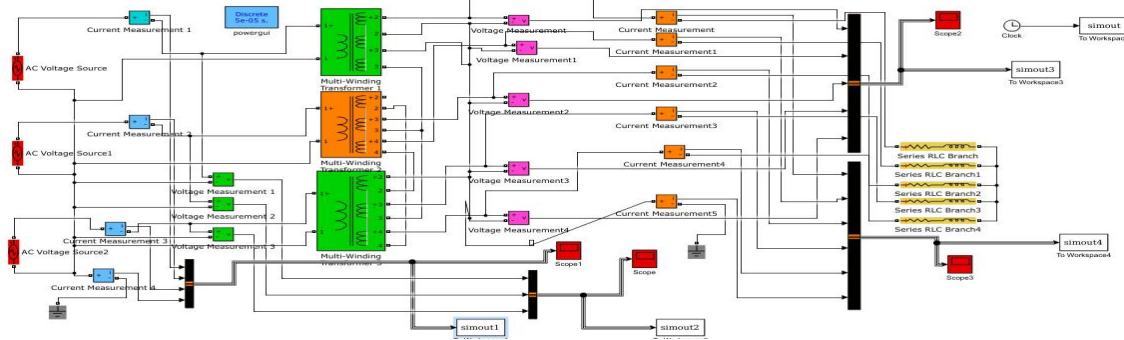 Current Measurement 1
Discrete
5e-05 s.
powergui
AC Voltage Source
Multi-Winding
Transformer 1
Voltage Measurement
Voltage Measurement1
Current Measurement
Current Measurement1
Current Measurement2
Scope2
Clock
simout
To Workspace
simout3
To Workspace3
Current Measurement 2
AC Voltage Source1
Multi-Winding
Transformer 2
Voltage Measurement2
Current Measurement3
Current Measurement4
Series RLC Branch
Series RLC Branch1
Series RLC Branch2
Series RLC Branch3
Series RLC Branch4
Voltage Measurement 1
Voltage Measurement 2
Voltage Measurement 3
Voltage Measurement3
Voltage Measurement4
Current Measurement5
Current Measurement 3
AC Voltage Source2
Current Measurement 4
Multi-Winding
Scope1
Scope
Scope3
simout4
To Workspace4
simout1
simout2